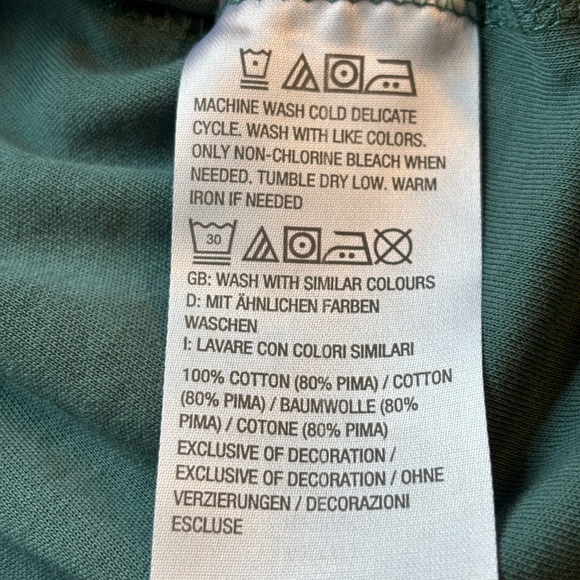 MACHINE WASH COLD DELICATE
CYCLE. WASH WITH LIKE COLORS.
ONLY NON-CHLORINE BLEACH WHEN
NEEDED. TUMBLE DRY LOW. WARM
IRON IF NEEDED
30
GB: WASH WITH SIMILAR COLOURS
D: MIT ÄHNLICHEN FARBEN
WASCHEN
I: LAVARE CON COLORI SIMILARI
100% COTTON (80% PIMA) / COTTON
(80% PIMA) / BAUMWOLLE (80%
PIMA) / COTONE (80% PIMA)
EXCLUSIVE OF DECORATION /
EXCLUSIVE OF DECORATION / OHNE
VERZIERUNGEN / DECORAZIONI
ESCLUSE